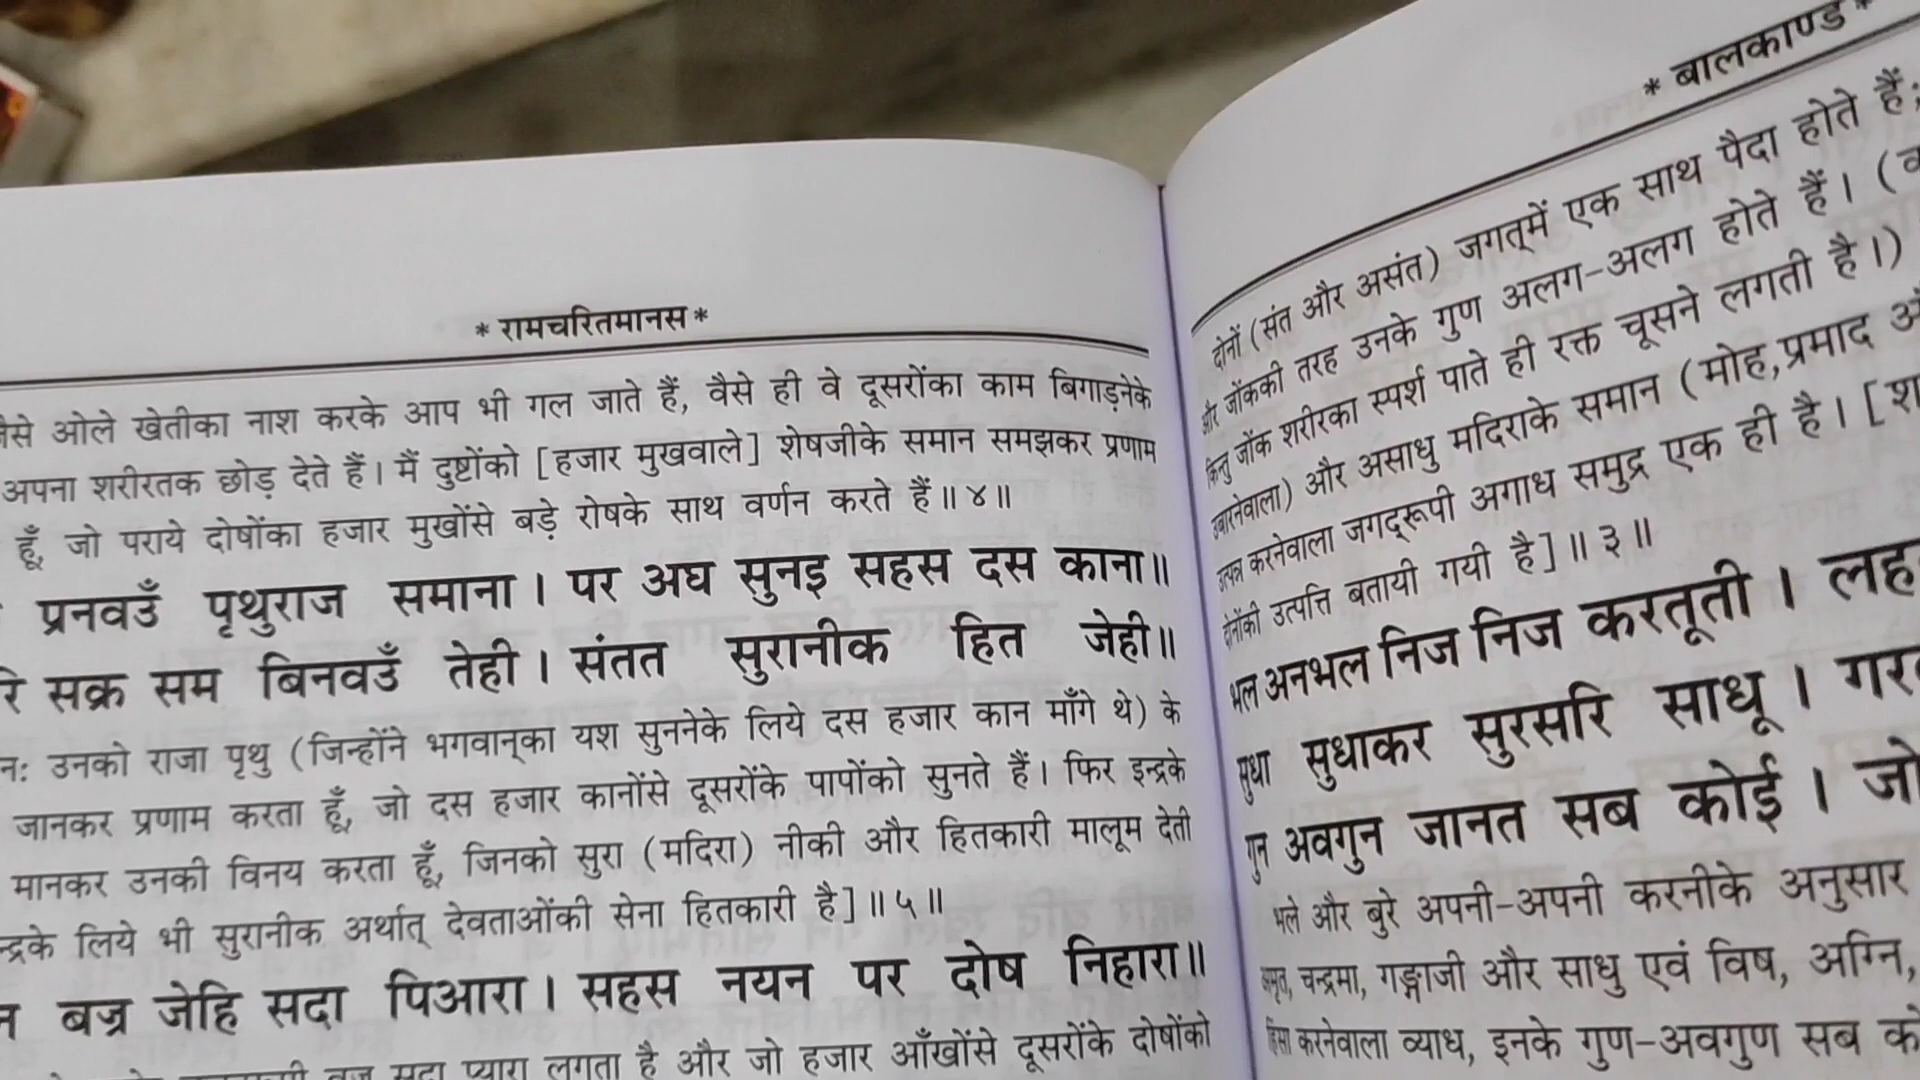 * रामचरितमानस *
जैसे ओले खेतीका नाश करके आप भी गल जाते हैं, वैसे ही वे दूसरोंका काम बिगाड़नेके
अपना शरीरतक छोड़ देते हैं। मैं दुष्टोंको [हजार मुखवाले] शेषजीके समान समझकर प्रणाम
हूँ, जो पराये दोषोंका हजार मुखोंसे बड़े रोषके साथ वर्णन करते हैं॥ ४॥
प्रनवउँ पृथुराज समाना। पर अघ सुनइ सहस दस काना॥
सक्र सम बिनवउँ तेही। संतत सुरानीक हित जेही॥
उनको राजा पृथु (जिन्होंने भगवान्‌का यश सुननेके लिये दस हजार कान माँगे थे) के
जानकर प्रणाम करता हूँ, जो दस हजार कानोंसे दूसरोंके पापोंको सुनते हैं। फिर इन्द्रके
मानकर उनकी विनय करता हूँ, जिनको सुरा (मदिरा) नीकी और हितकारी मालूम देती
लिये भी सुरानीक अर्थात् देवताओंकी सेना हितकारी है]॥ ५॥
बज्र जेहि सदा पिआरा। सहस नयन पर दोष निहारा॥
सदा प्यारा लगता है और जो हजार आँखोंसे दूसरोंके दोषोंको
* बालकाण्ड *
दोनों (संत और असंत) जगत्‌में एक साथ पैदा होते हैं;
और जोंककी तरह उनके गुण अलग-अलग होते हैं।
किन्तु जोंक शरीरका स्पर्श पाते ही रक्त चूसने लगती है।)
उबारनेवाला) और असाधु मदिराके समान (मोह, प्रमाद
उत्पन्न करनेवाला जगद्रूपी अगाध समुद्र एक ही है।
दोनोंकी उत्पत्ति बतायी गयी है]॥ ३॥
भल अनभल निज निज करतूती।
सुधा सुधाकर सुरसरि साधू।
गुन अवगुन जानत सब कोई।
भले और बुरे अपनी-अपनी करनीके अनुसार
अमृत, चन्द्रमा, गङ्गाजी और साधु एवं विष, अग्नि,
करनेवाला व्याध, इनके गुण-अवगुण सब